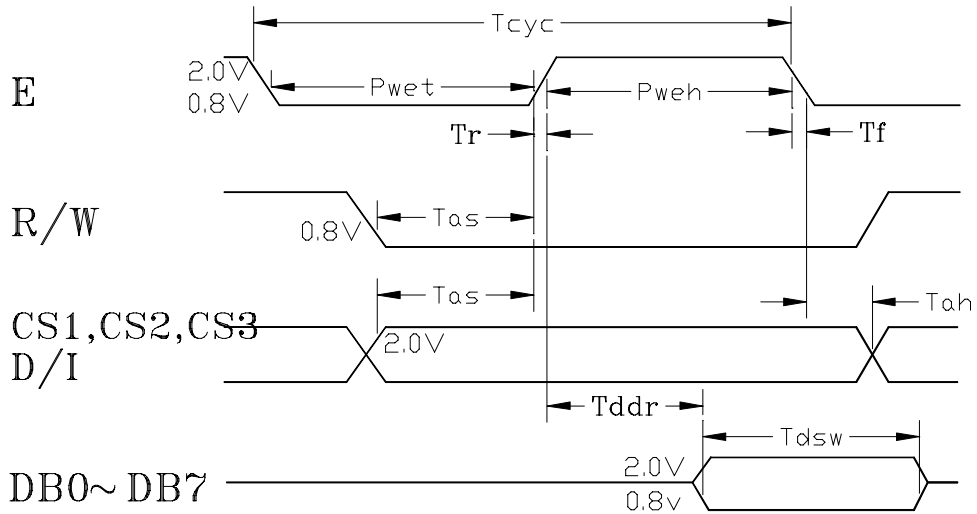 Tcyc
E
2.0V
0.8V
Pwet
Pweh
Tr
Tf
R/W
0.8V
Tas
Tas
Tah
CS1,CS2,CS3
D/I
2.0V
Tddr
Tdsw
DB0~DB7
2.0V
0.8v